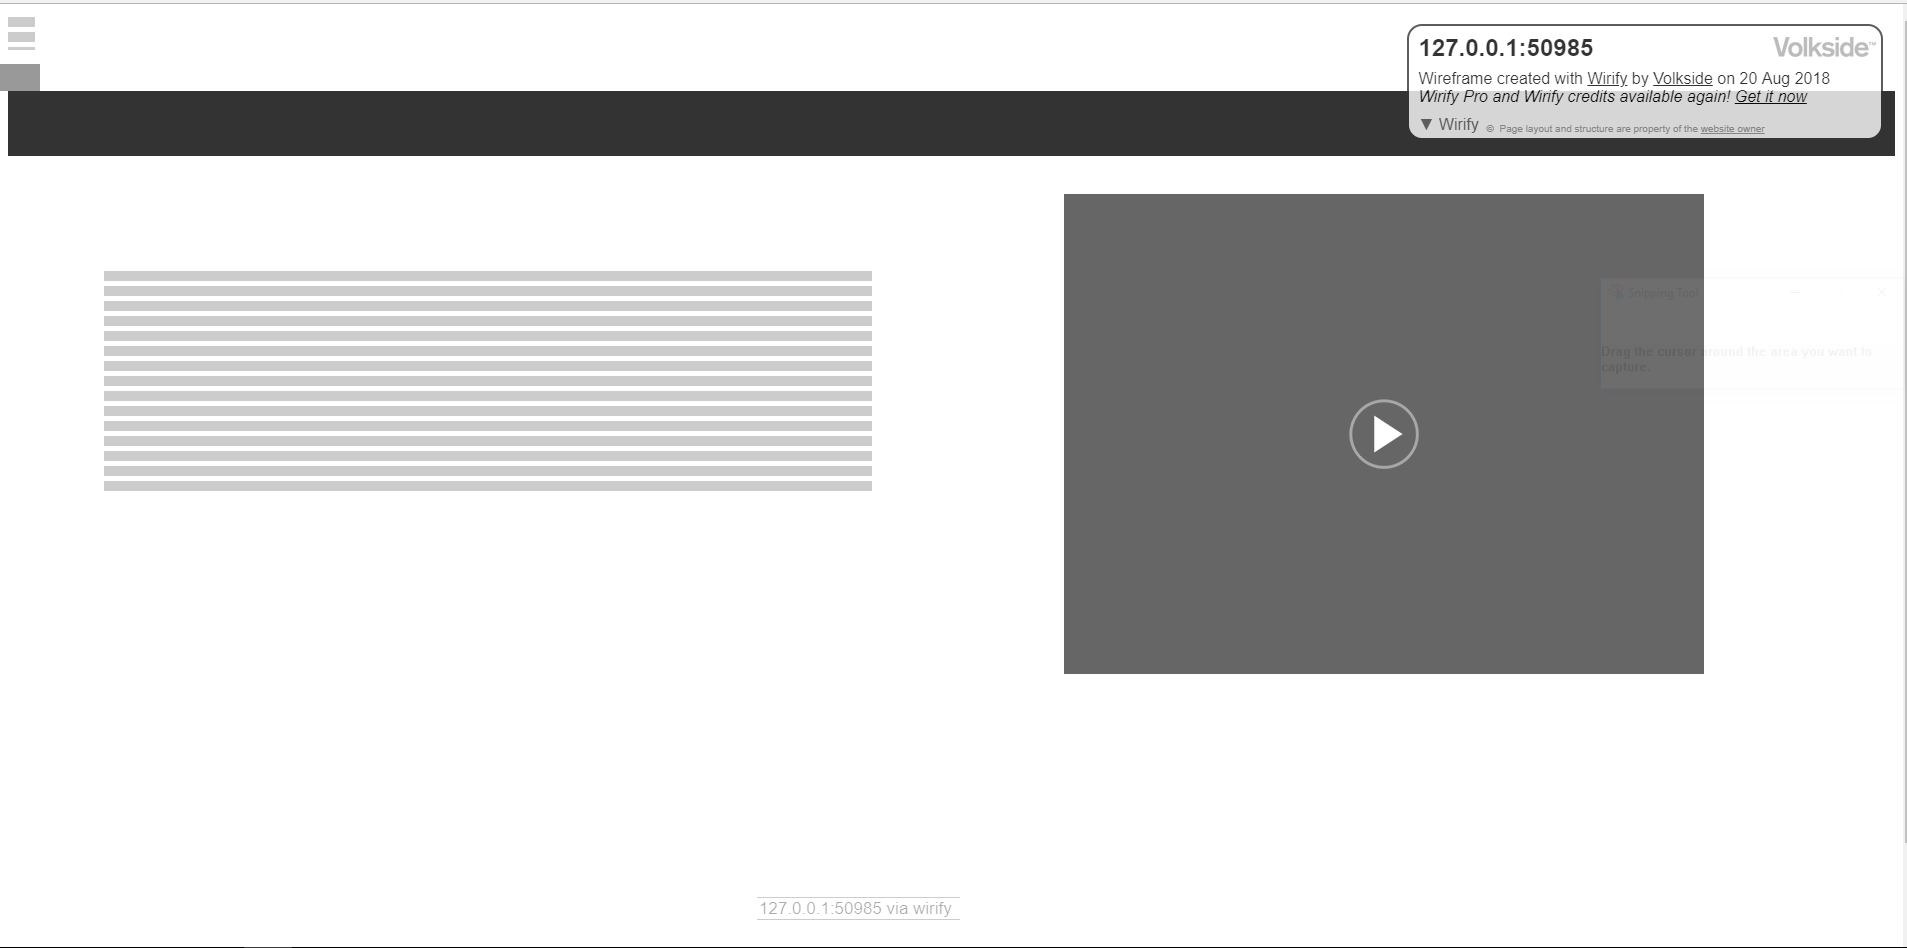 127.0.0.1:50985
Volkside™
Wireframe created with Wirify by Volkside on 20 Aug 2018
Wirify Pro and Wirify credits available again! Get it now
▼ Wirify © Page layout and structure are property of the website owner
Snipping Tool
Drag the cursor around the area you want to
capture.
127.0.0.1:50985 via wirify